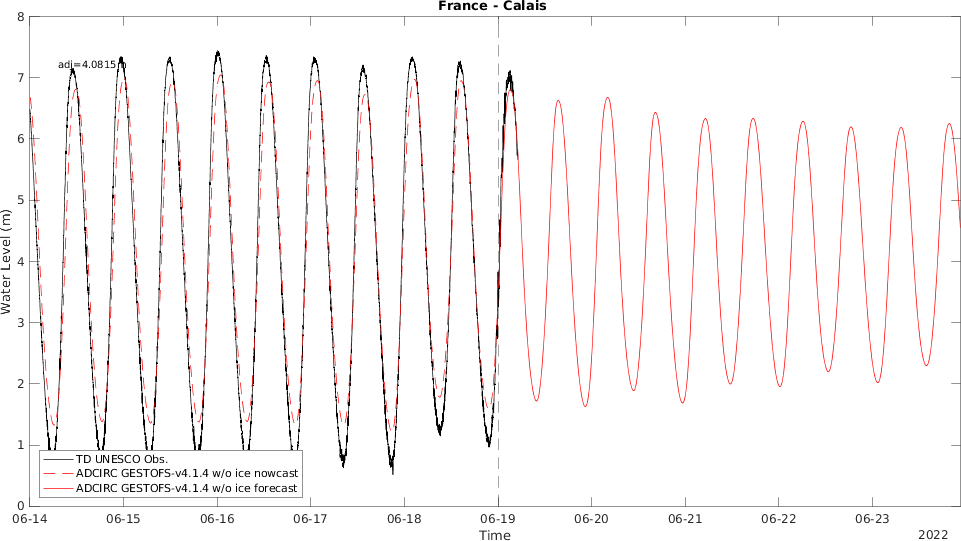 France - Calais
8
adj=4.0815m
7
6
5
4
3
2
1
0
Water Level (m)
TD UNESCO Obs.
ADCIRC GESTOFS-v4.1.4 w/o ice nowcast
ADCIRC GESTOFS-v4.1.4 w/o ice forecast
06-14 06-15 06-16 06-17 06-18 06-19 06-20 06-21 06-22 06-23
Time
2022